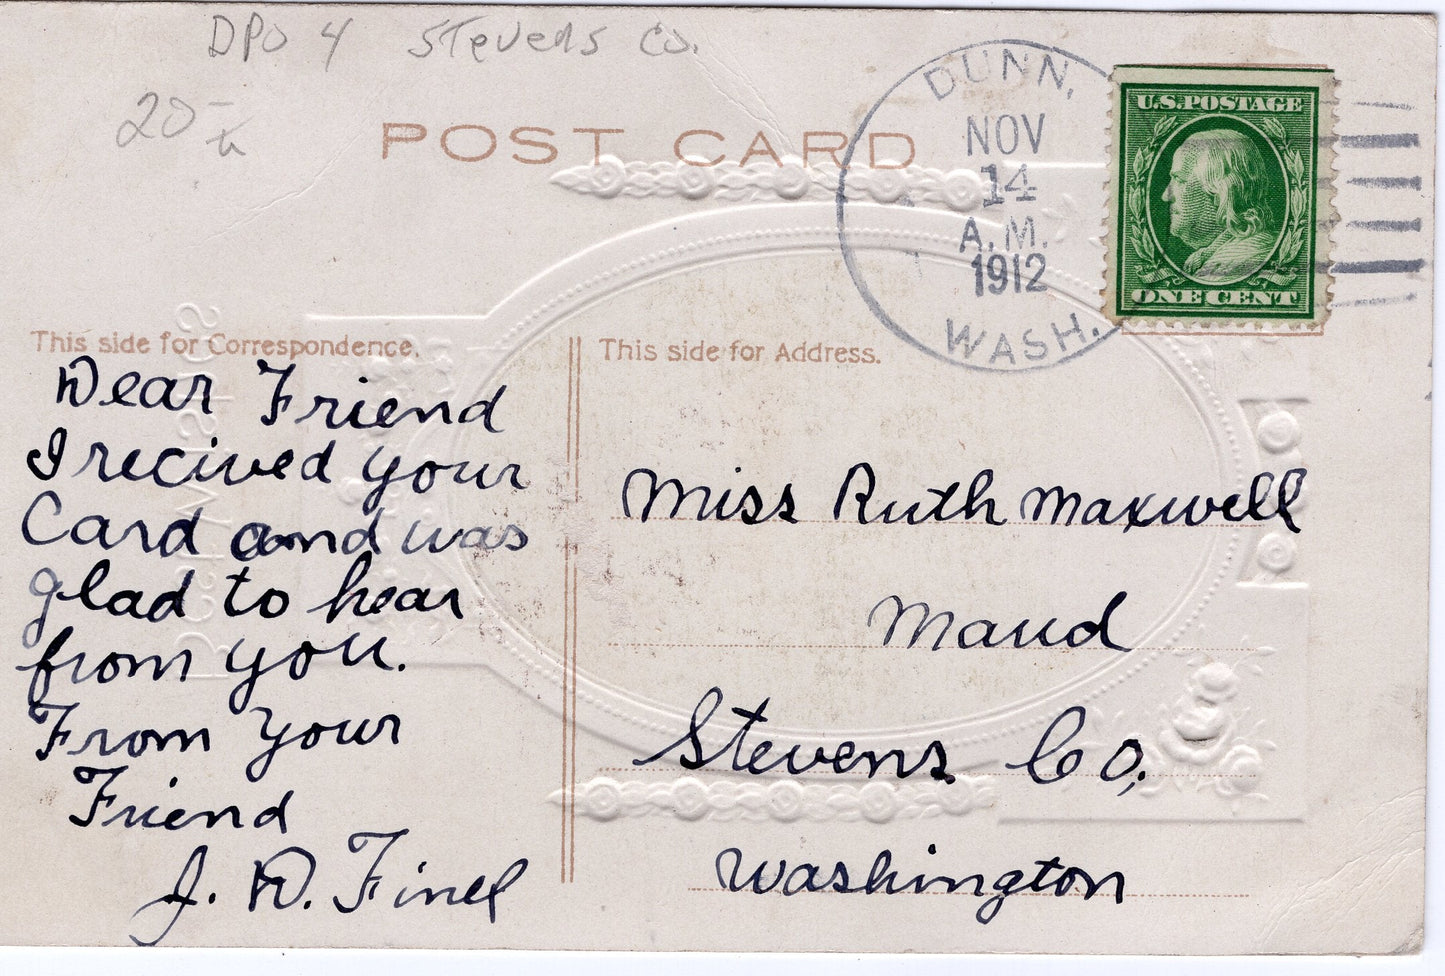 DPO 4 Stevens Co.
20-
POST CARD
DUNN,
NOV
14
A.M.
1912
WASH.
U.S. POSTAGE
ONE CENT
This side for Correspondence.
This side for Address.
Dear Friend
I recived your
Card and was
glad to hear
from you.
From your
Friend
J. D. Finel
Miss Ruth Maxwell
Maud
Stevens Co,
Washington
Best Wishes